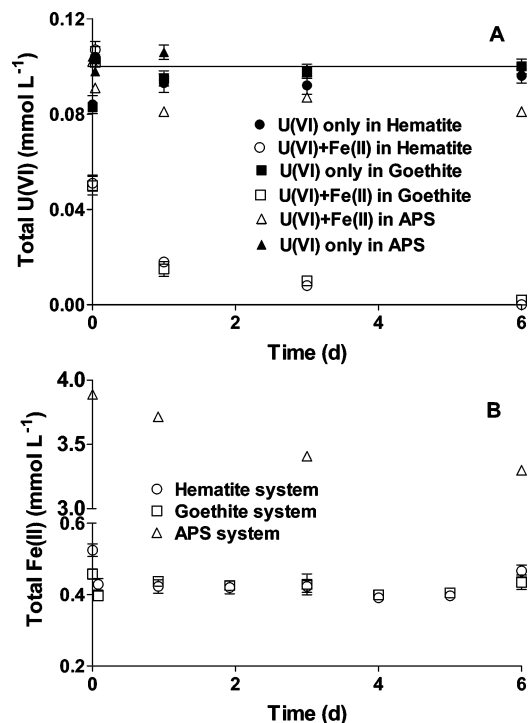 A
Total U(VI) (mmol L⁻¹)
0.12
0.08
0.04
0.00
U(VI) only in Hematite
U(VI)+Fe(II) in Hematite
U(VI) only in Goethite
U(VI)+Fe(II) in Goethite
U(VI)+Fe(II) in APS
U(VI) only in APS
0 2 4 6
Time (d)
B
Total Fe(II) (mmol L⁻¹)
4.0
3.5
3.0
0.6
0.4
0.2
Hematite system
Goethite system
APS system
0 2 4 6
Time (d)